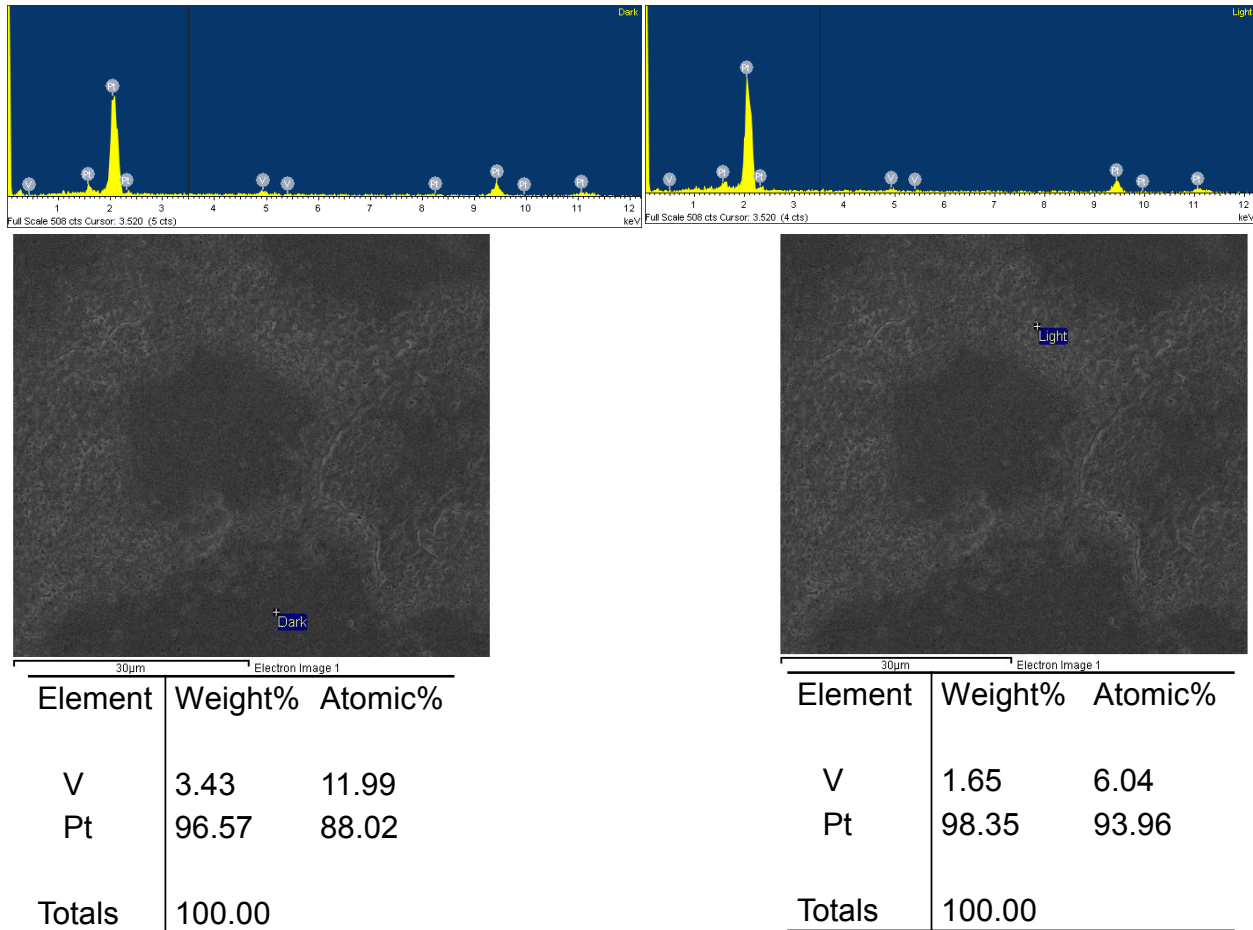 Dark
Pt
Pt
Pt
V
V
V
Pt
Pt
Pt
Pt
1 2 3 4 5 6 7 8 9 10 11 12
Full Scale 508 cts Cursor: 3.520 (5 cts)
keV
Light
Pt
Pt
Pt
V
V
V
Pt
Pt
Pt
1 2 3 4 5 6 7 8 9 10 11 12
Full Scale 508 cts Cursor: 3.520 (4 cts)
keV
Dark
30µm
Electron Image 1
Light
30µm
Electron Image 1
Element Weight% Atomic%
V 3.43 11.99
Pt 96.57 88.02
Totals 100.00
Element Weight% Atomic%
V 1.65 6.04
Pt 98.35 93.96
Totals 100.00